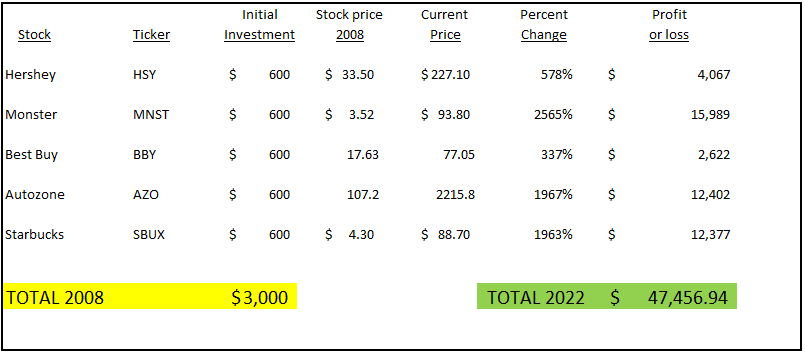 Initial Stock price Current Percent Profit
Stock Ticker Investment 2008 Price Change or loss
Hershey HSY $ 600 $ 33.50 $ 227.10 578% $ 4,067
Monster MNST $ 600 $ 3.52 $ 93.80 2565% $ 15,989
Best Buy BBY $ 600 17.63 77.05 337% $ 2,622
Autozone AZO $ 600 107.2 2215.8 1967% $ 12,402
Starbucks SBUX $ 600 $ 4.30 $ 88.70 1963% $ 12,377
TOTAL 2008 $3,000 TOTAL 2022 $ 47,456.94